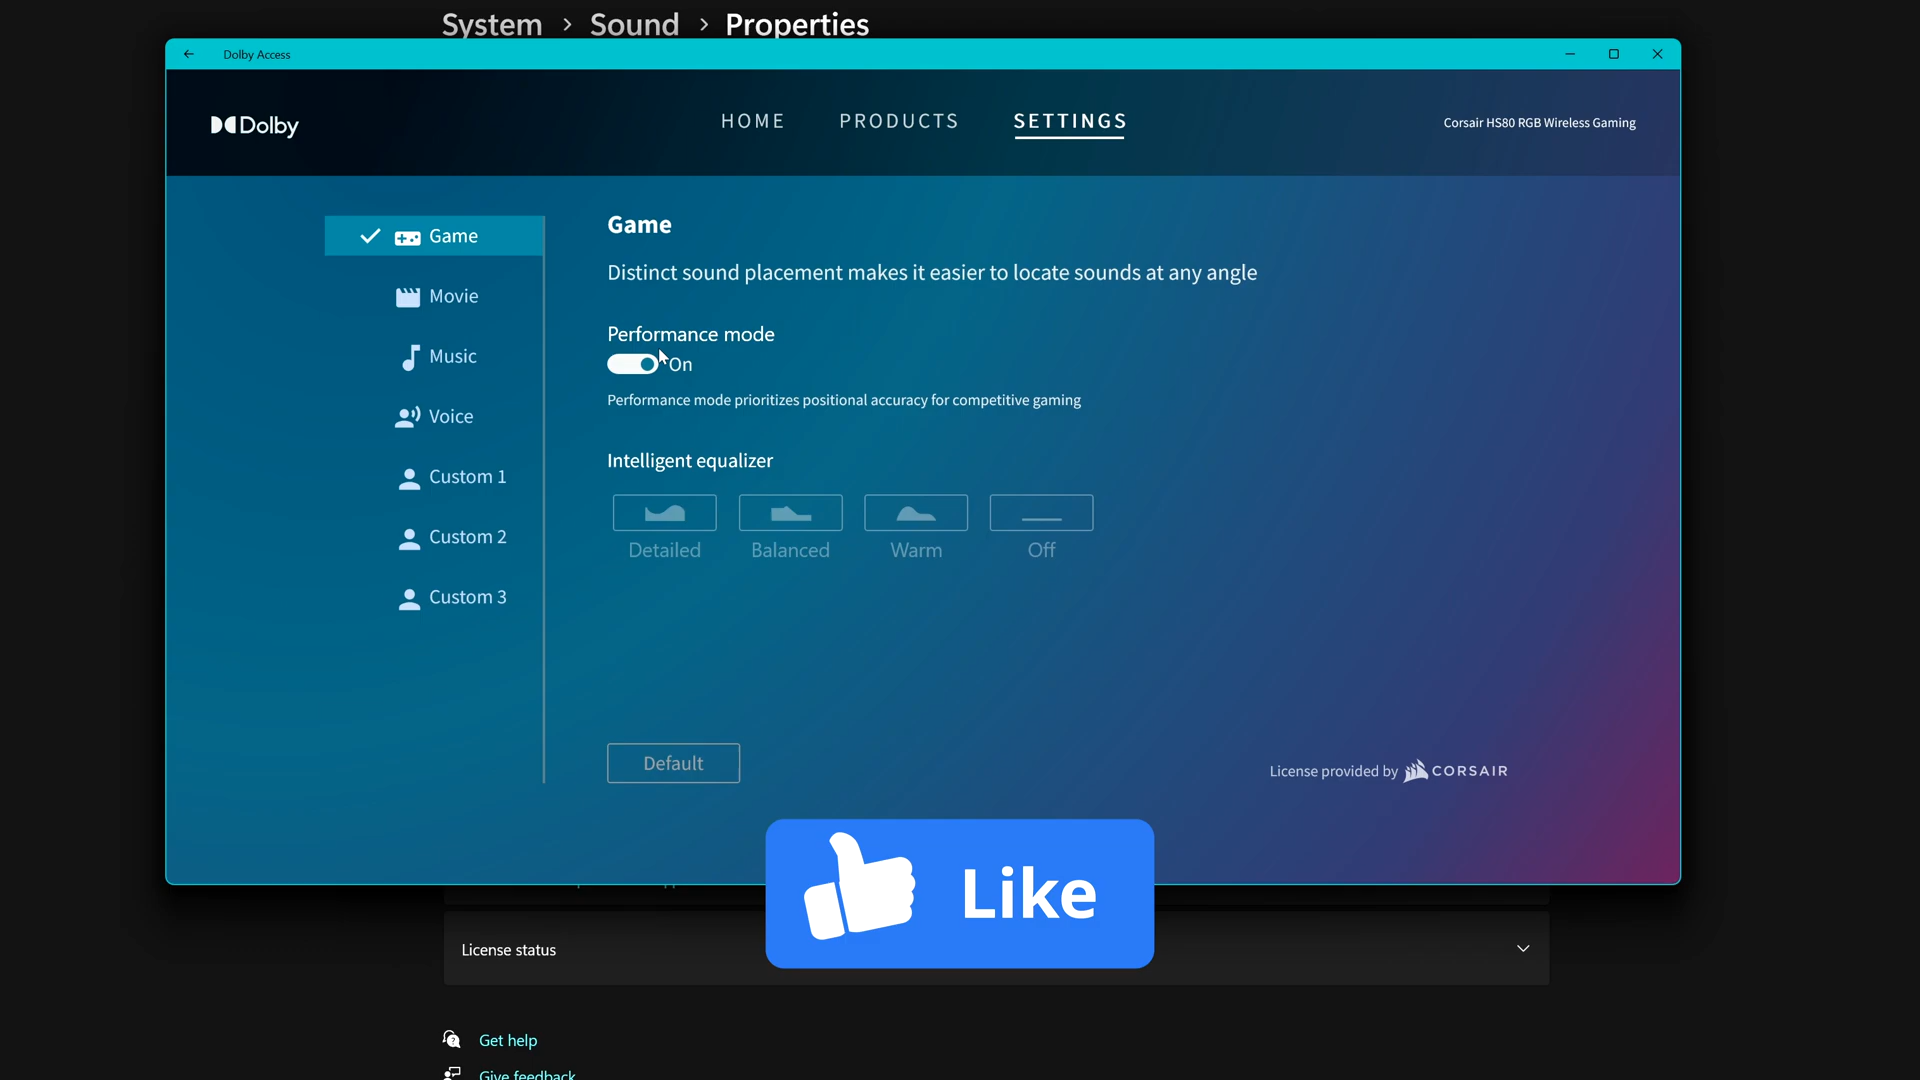 System > Sound > Properties
Dolby Access
Dolby
HOME PRODUCTS SETTINGS
Corsair HS80 RGB Wireless Gaming
Game
Movie
Music
Voice
Custom 1
Custom 2
Custom 3
Game
Distinct sound placement makes it easier to locate sounds at any angle
Performance mode
On
Performance mode prioritizes positional accuracy for competitive gaming
Intelligent equalizer
Detailed Balanced Warm Off
Default
License provided by CORSAIR
Like
License status
Get help
Give feedback